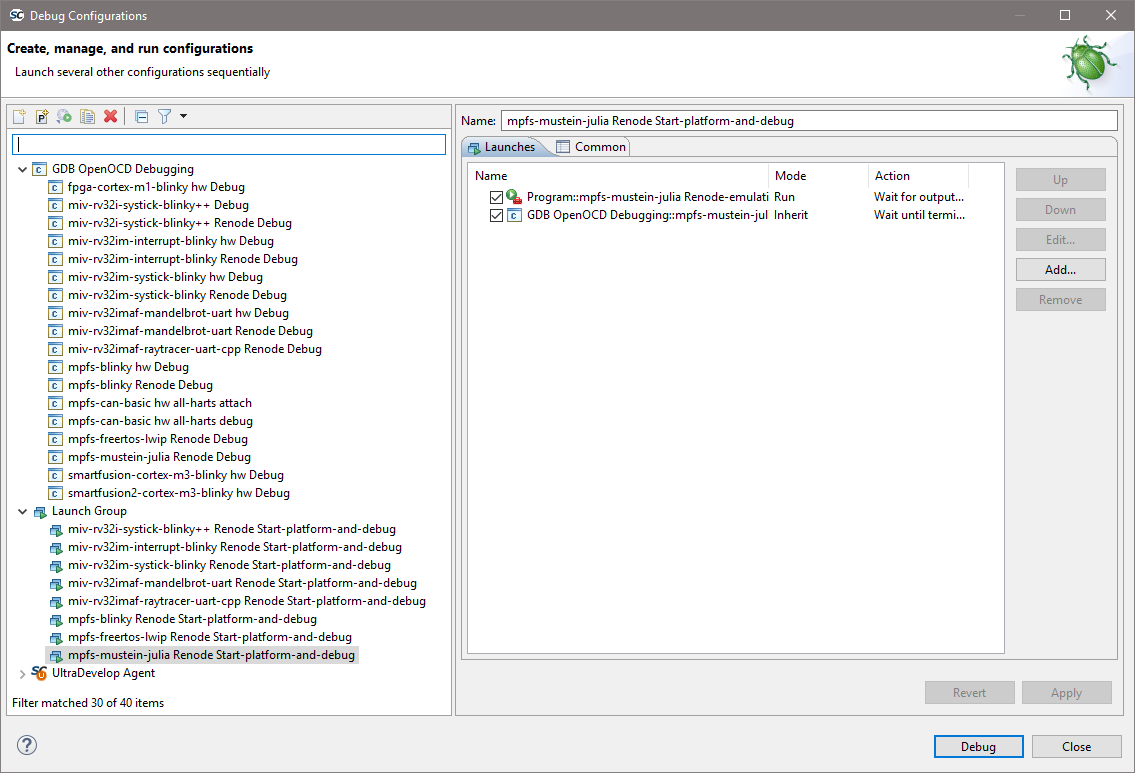 Debug Configurations
Create, manage, and run configurations
Launch several other configurations sequentially
GDB OpenOCD Debugging
fpga-cortex-m1-blinky hw Debug
miv-rv32i-systick-blinky++ Debug
miv-rv32i-systick-blinky++ Renode Debug
miv-rv32im-interrupt-blinky hw Debug
miv-rv32im-interrupt-blinky Renode Debug
miv-rv32im-systick-blinky hw Debug
miv-rv32im-systick-blinky Renode Debug
miv-rv32imaf-mandelbrot-uart hw Debug
miv-rv32imaf-mandelbrot-uart Renode Debug
miv-rv32imaf-raytracer-uart-cpp Renode Debug
mpfs-blinky hw Debug
mpfs-blinky Renode Debug
mpfs-can-basic hw all-harts attach
mpfs-can-basic hw all-harts debug
mpfs-freertos-lwip Renode Debug
mpfs-mustein-julia Renode Debug
smartfusion-cortex-m3-blinky hw Debug
smartfusion2-cortex-m3-blinky hw Debug
Launch Group
miv-rv32i-systick-blinky++ Renode Start-platform-and-debug
miv-rv32im-interrupt-blinky Renode Start-platform-and-debug
miv-rv32im-systick-blinky Renode Start-platform-and-debug
miv-rv32imaf-mandelbrot-uart Renode Start-platform-and-debug
miv-rv32imaf-raytracer-uart-cpp Renode Start-platform-and-debug
mpfs-blinky Renode Start-platform-and-debug
mpfs-freertos-lwip Renode Start-platform-and-debug
mpfs-mustein-julia Renode Start-platform-and-debug
UltraDevelop Agent
Filter matched 30 of 40 items
Name: mpfs-mustein-julia Renode Start-platform-and-debug
Launches Common
Name Mode Action
Program::mpfs-mustein-julia Renode-emulati Run Wait for output...
GDB OpenOCD Debugging::mpfs-mustein-jul Inherit Wait until termi...
Up
Down
Edit...
Add...
Remove
Revert Apply
Debug Close